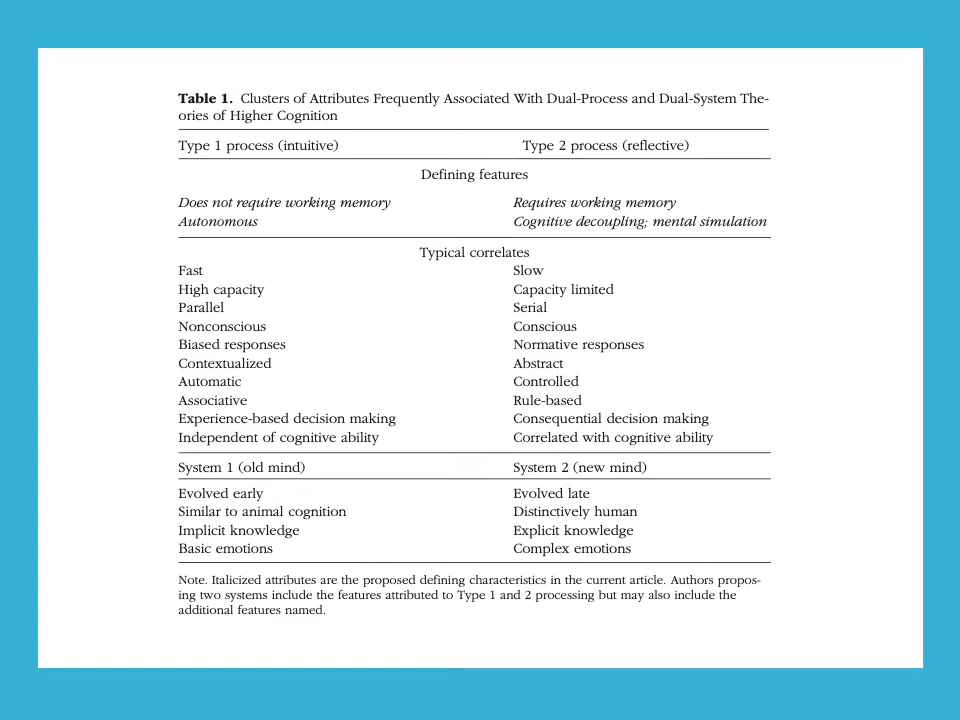 Table 1. Clusters of Attributes Frequently Associated With Dual-Process and Dual-System The-
ories of Higher Cognition
Type 1 process (intuitive) Type 2 process (reflective)
Defining features
Does not require working memory Requires working memory
Autonomous Cognitive decoupling; mental simulation
Typical correlates
Fast Slow
High capacity Capacity limited
Parallel Serial
Nonconscious Conscious
Biased responses Normative responses
Contextualized Abstract
Automatic Controlled
Associative Rule-based
Experience-based decision making Consequential decision making
Independent of cognitive ability Correlated with cognitive ability
System 1 (old mind) System 2 (new mind)
Evolved early Evolved late
Similar to animal cognition Distinctively human
Implicit knowledge Explicit knowledge
Basic emotions Complex emotions
Note. Italicized attributes are the proposed defining characteristics in the current article. Authors propos-
ing two systems include the features attributed to Type 1 and 2 processing but may also include the
additional features named.